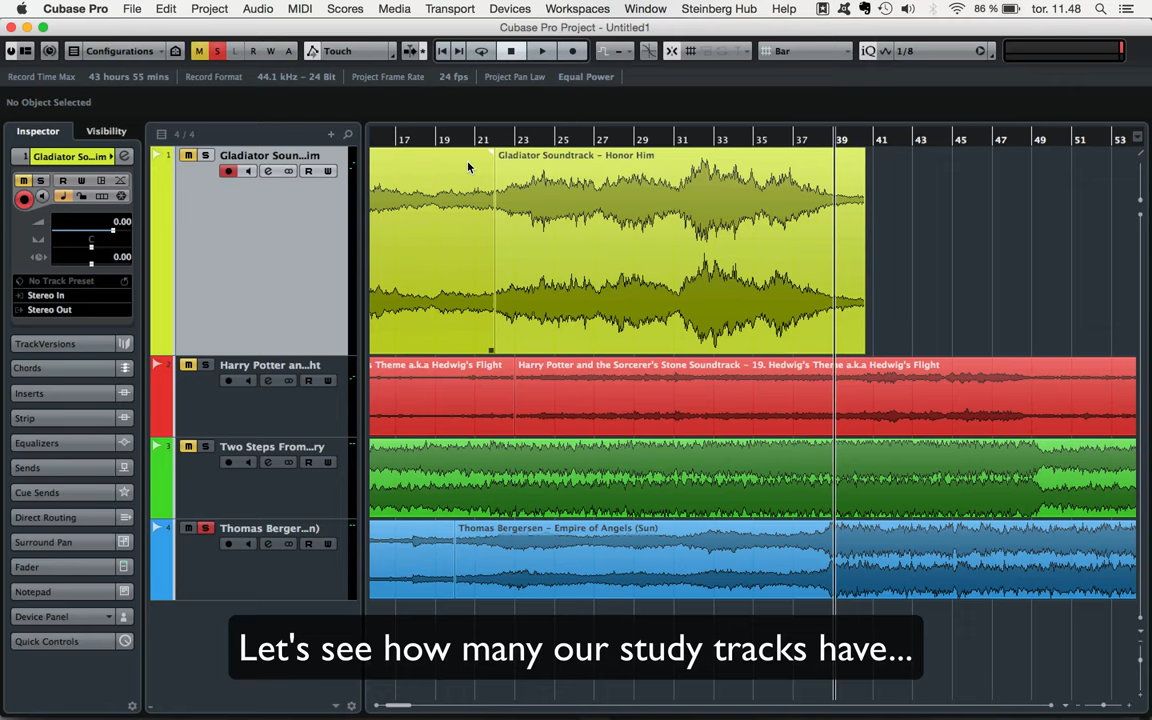 Cubase Pro File Edit Project Audio MIDI Scores Media Transport Devices Workspaces Window Steinberg Hub Help 86 % tor. 11.48
Cubase Pro Project - Untitled1
Configurations M S L R W A Touch Bar iQ 1/8
Record Time Max 43 hours 55 mins Record Format 44.1 kHz - 24 Bit Project Frame Rate 24 fps Project Pan Law Equal Power
No Object Selected
Inspector Visibility 4 / 4 17 19 21 23 25 27 29 31 33 35 37 39 41 43 45 47 49 51 53
1 Gladiator So...im 1 M S Gladiator Soun...im Gladiator Soundtrack - Honor Him
M S R W R W
0.00
C
0.00
No Track Preset
Stereo In
Stereo Out
TrackVersions
Chords 2 M S Harry Potter an...ht s Theme a.k.a Hedwig's Flight Harry Potter and the Sorcerer's Stone Soundtrack - 19. Hedwig's Theme a.k.a Hedwig's Flight
R W
Inserts
Strip
Equalizers 3 M S Two Steps From...ry
Sends R W
Cue Sends
Direct Routing 4 M S Thomas Berger...n) Thomas Bergersen - Empire of Angels (Sun)
Surround Pan R W
Fader
Notepad
Device Panel
Quick Controls
Let's see how many our study tracks have...